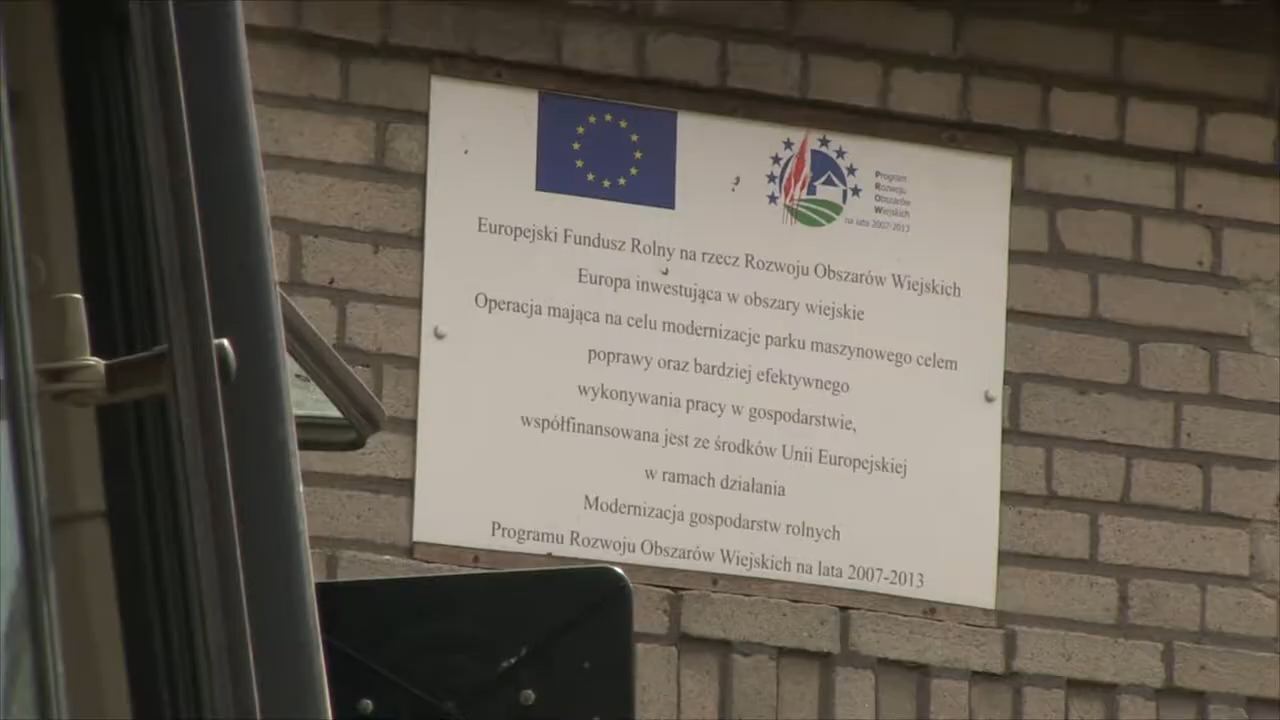 Program
Rozwoju
Obszarów
Wiejskich
na lata 2007-2013
Europejski Fundusz Rolny na rzecz Rozwoju Obszarów Wiejskich
Europa inwestująca w obszary wiejskie
Operacja mająca na celu modernizacje parku maszynowego celem
poprawy oraz bardziej efektywnego
wykonywania pracy w gospodarstwie,
współfinansowana jest ze środków Unii Europejskiej
w ramach działania
Modernizacja gospodarstw rolnych
Programu Rozwoju Obszarów Wiejskich na lata 2007-2013